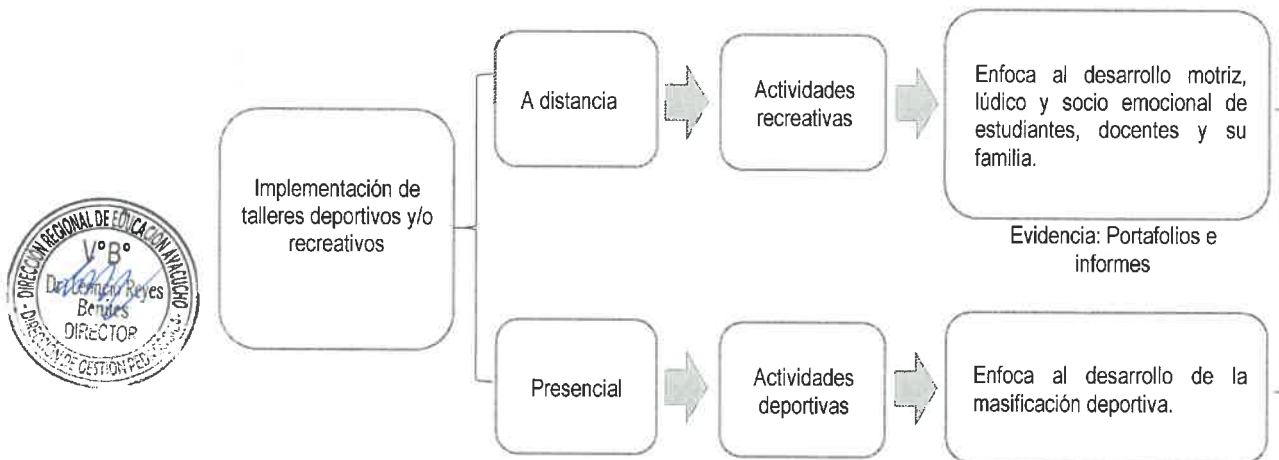 A distancia
Actividades
recreativas
Enfoca al desarrollo motriz,
lúdico y socio emocional de
estudiantes, docentes y su
familia.
Evidencia: Portafolios e
informes
Implementación de
talleres deportivos y/o
recreativos
Presencial
Actividades
deportivas
Enfoca al desarrollo de la
masificación deportiva.
DIRECCIÓN REGIONAL DE EDUCACIÓN AYACUCHO
V°B°
Reyes
Benites
DIRECTOR
DIRECCIÓN DE GESTIÓN